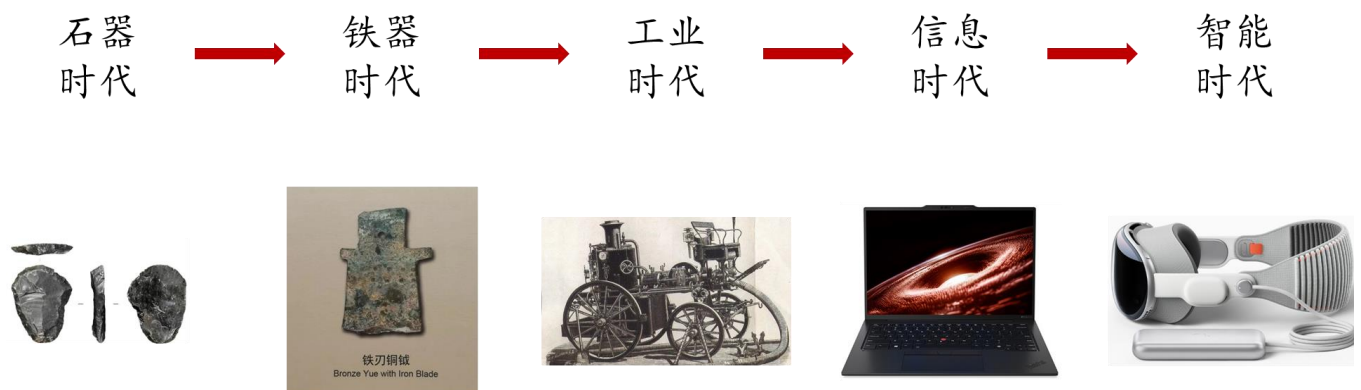 石器
时代
铁器
时代
工业
时代
信息
时代
智能
时代
铁刃铜钺
Bronze Yue with Iron Blade